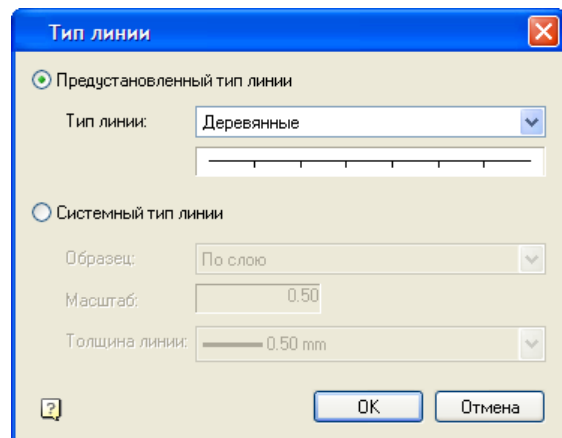 Тип линии
Предустановленный тип линии
Тип линии: Деревянные
Системный тип линии
Образец: По слою
Масштаб: 0.50
Толщина линии: 0.50 mm
? ОК Отмена